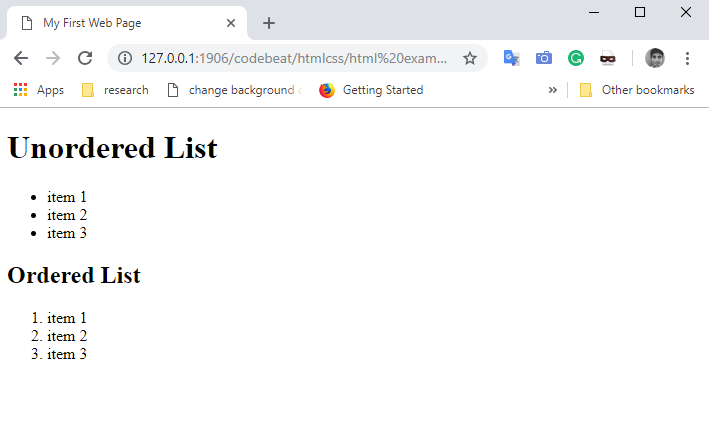 My First Web Page
127.0.0.1:1906/codebeat/htmlcss/html%20exam...
Apps research change background Getting Started » Other bookmarks
Unordered List
• item 1
• item 2
• item 3
Ordered List
1. item 1
2. item 2
3. item 3